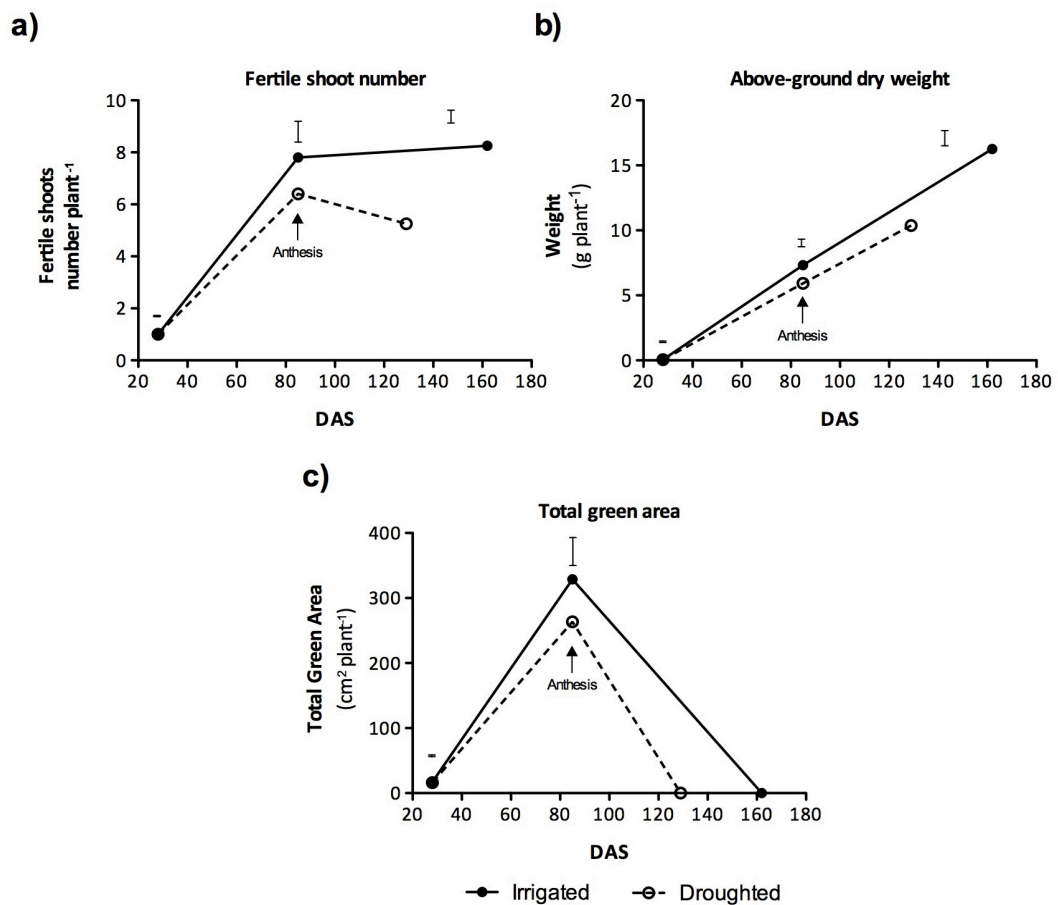 a)
Fertile shoot number
Fertile shoots
number plant⁻¹
10
8
6
4
2
0
Anthesis
20 40 60 80 100 120 140 160 180
DAS
b)
Above-ground dry weight
Weight
(g plant⁻¹)
20
15
10
5
0
Anthesis
20 40 60 80 100 120 140 160 180
DAS
c)
Total green area
Total Green Area
(cm² plant⁻¹)
400
300
200
100
0
Anthesis
20 40 60 80 100 120 140 160 180
DAS
Irrigated Droughted